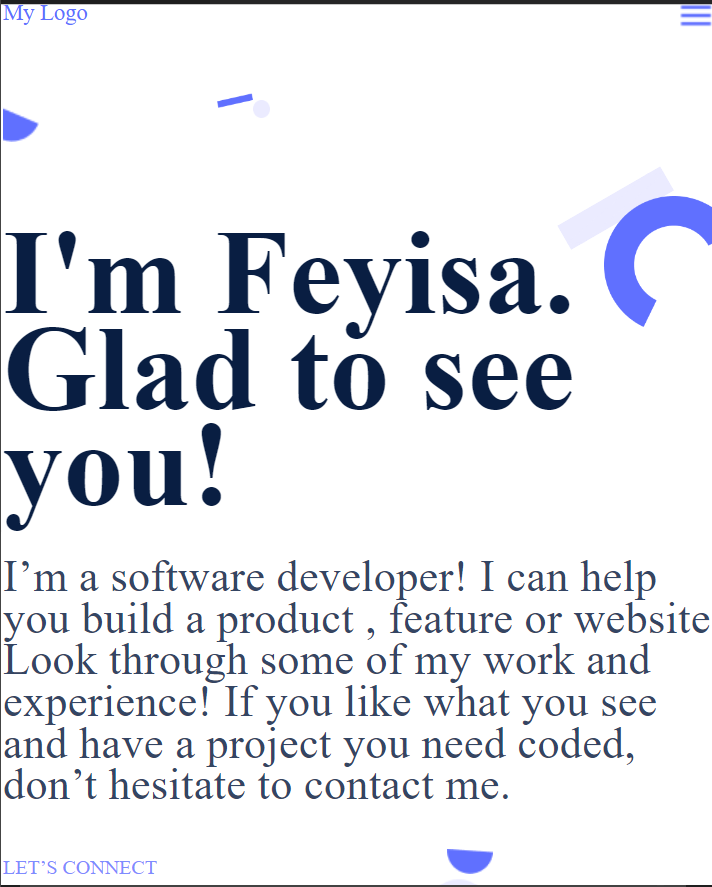 My Logo
I'm Feyisa.
Glad to see
you!
I’m a software developer! I can help
you build a product , feature or website
Look through some of my work and
experience! If you like what you see
and have a project you need coded,
don’t hesitate to contact me.
LET’S CONNECT